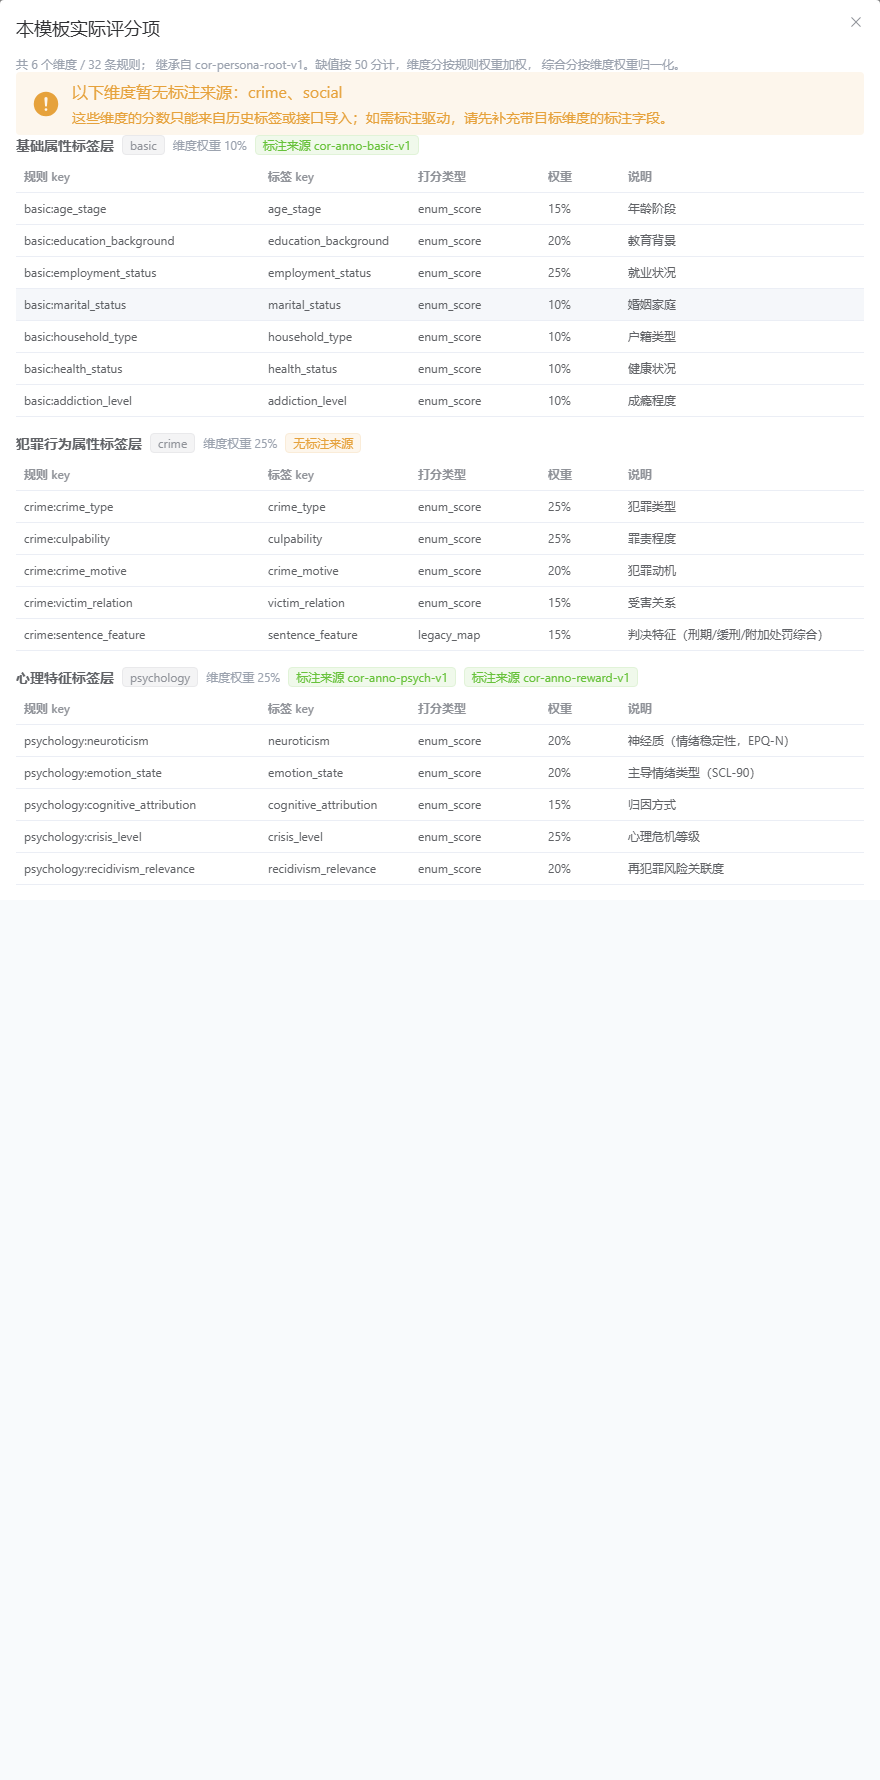 本模板实际评分项
共 6 个维度 / 32 条规则； 继承自 cor-persona-root-v1。缺值按 50 分计，维度分按规则权重加权， 综合分按维度权重归一化。
以下维度暂无标注来源：crime、social
这些维度的分数只能来自历史标签或接口导入；如需标注驱动，请先补充带目标维度的标注字段。
基础属性标签层 basic 维度权重 10% 标注来源 cor-anno-basic-v1
规则 key 标签 key 打分类型 权重 说明
basic:age_stage age_stage enum_score 15% 年龄阶段
basic:education_background education_background enum_score 20% 教育背景
basic:employment_status employment_status enum_score 25% 就业状况
basic:marital_status marital_status enum_score 10% 婚姻家庭
basic:household_type household_type enum_score 10% 户籍类型
basic:health_status health_status enum_score 10% 健康状况
basic:addiction_level addiction_level enum_score 10% 成瘾程度
犯罪行为属性标签层 crime 维度权重 25% 无标注来源
规则 key 标签 key 打分类型 权重 说明
crime:crime_type crime_type enum_score 25% 犯罪类型
crime:culpability culpability enum_score 25% 罪责程度
crime:crime_motive crime_motive enum_score 20% 犯罪动机
crime:victim_relation victim_relation enum_score 15% 受害关系
crime:sentence_feature sentence_feature legacy_map 15% 判决特征（刑期/缓刑/附加处罚综合）
心理特征标签层 psychology 维度权重 25% 标注来源 cor-anno-psych-v1 标注来源 cor-anno-reward-v1
规则 key 标签 key 打分类型 权重 说明
psychology:neuroticism neuroticism enum_score 20% 神经质（情绪稳定性，EPQ-N）
psychology:emotion_state emotion_state enum_score 20% 主导情绪类型（SCL-90）
psychology:cognitive_attribution cognitive_attribution enum_score 15% 归因方式
psychology:crisis_level crisis_level enum_score 25% 心理危机等级
psychology:recidivism_relevance recidivism_relevance enum_score 20% 再犯罪风险关联度